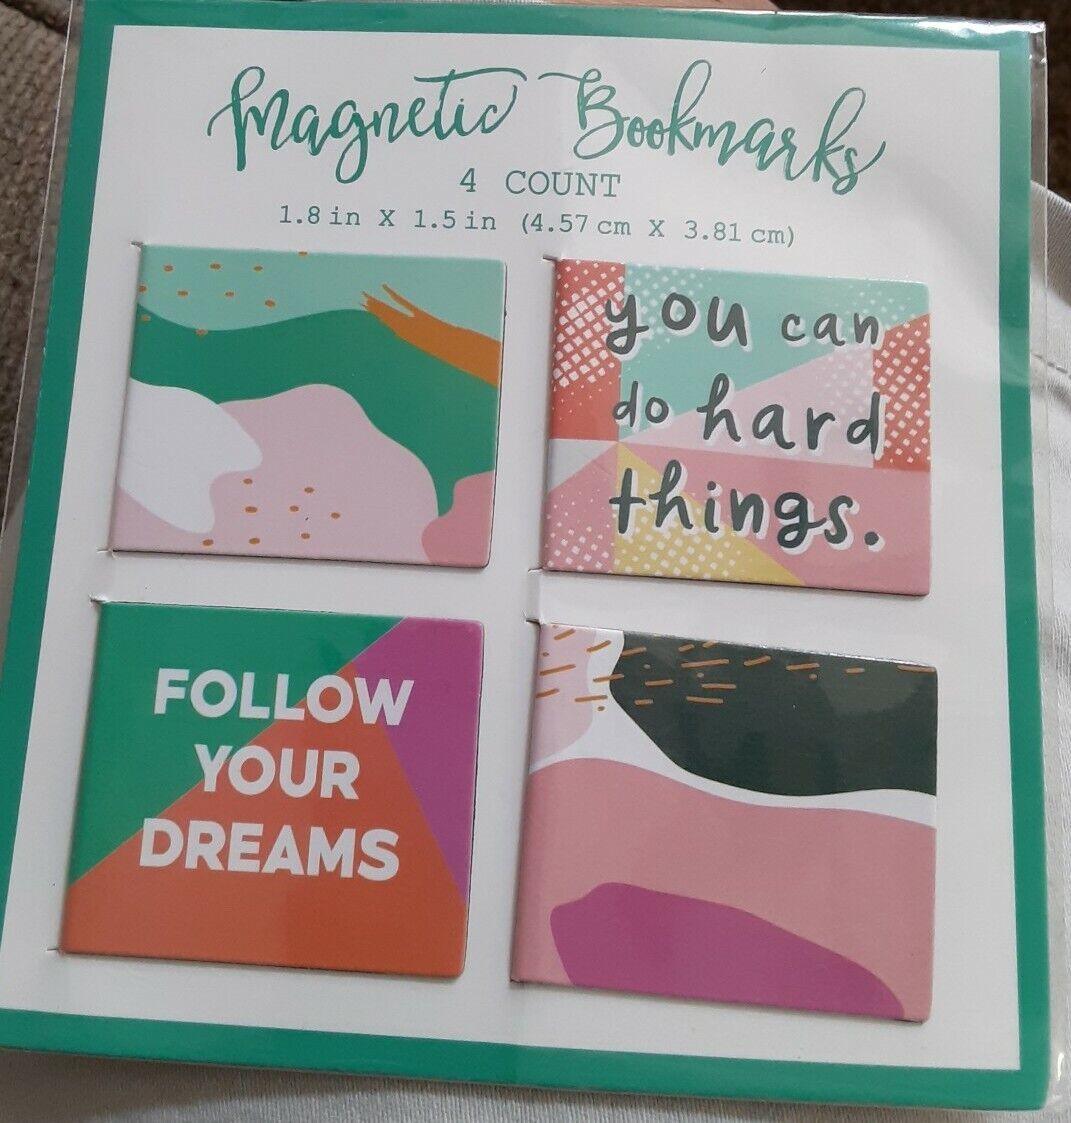 Magnetic Bookmarks
4 COUNT
1.8 in X 1.5 in (4.57 cm X 3.81 cm)
you can
do hard
things.
FOLLOW
YOUR
DREAMS